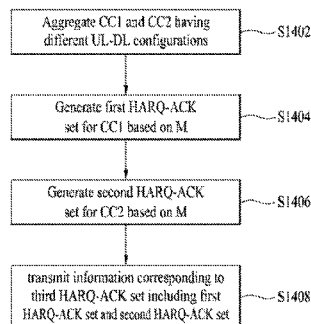 Aggregate CC1 and CC2 having
different UL-DL configurations
S1402
Generate first HARQ-ACK
set for CC1 based on M
S1404
Generate second HARQ-ACK
set for CC2 based on M
S1406
transmit information corresponding to
third HARQ-ACK set including first
HARQ-ACK set and second HARQ-ACK set
S1408